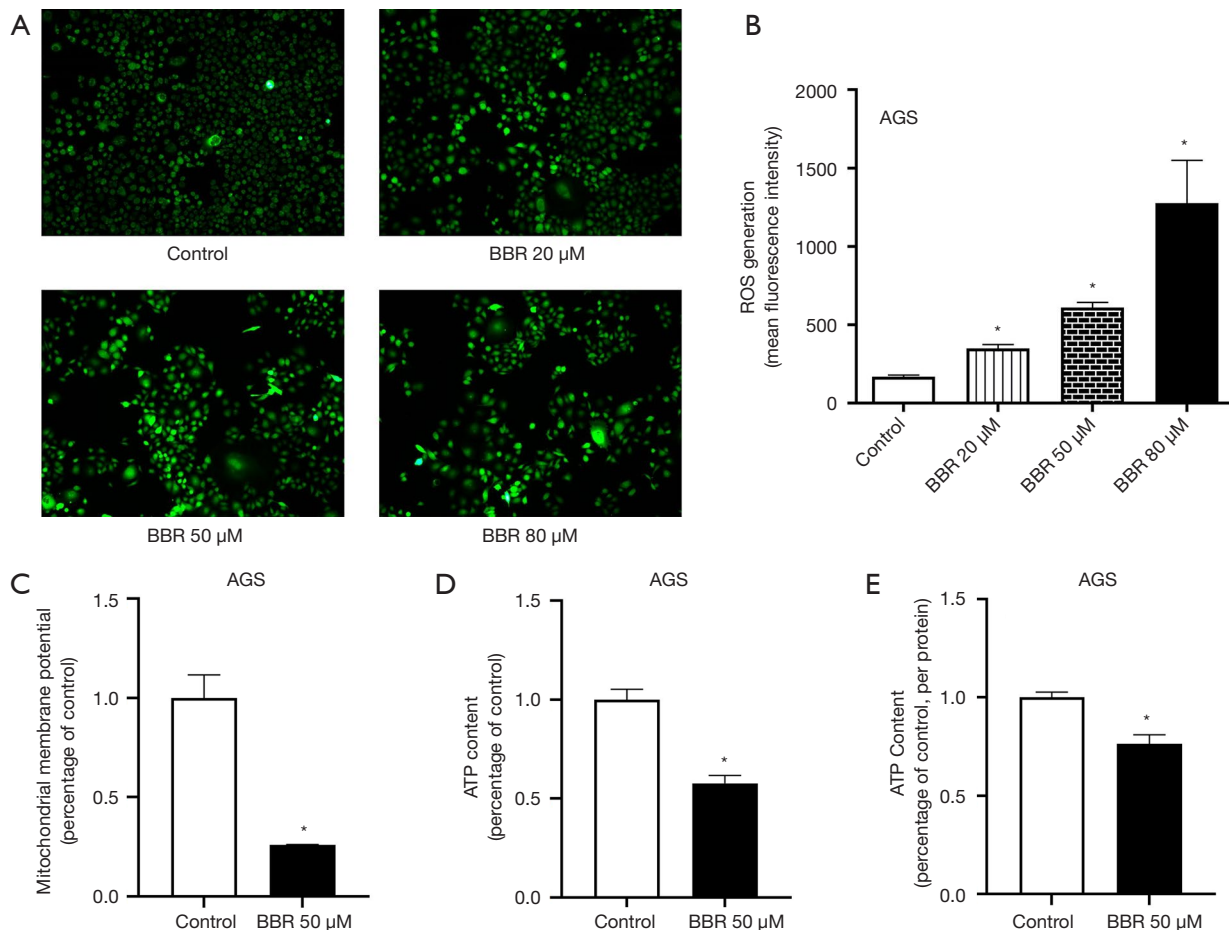 A
Control
BBR 20 µM
BBR 50 µM
BBR 80 µM
B
AGS
ROS generation
(mean fluorescence intensity)
2000
1500
1000
500
0
*
*
*
Control
BBR 20 µM
BBR 50 µM
BBR 80 µM
C
AGS
Mitochondrial membrane potential
(percentage of control)
1.5
1.0
0.5
0.0
*
Control
BBR 50 µM
D
AGS
ATP content
(percentage of control)
1.5
1.0
0.5
0.0
*
Control
BBR 50 µM
E
AGS
ATP Content
(percentage of control, per protein)
1.5
1.0
0.5
0.0
*
Control
BBR 50 µM